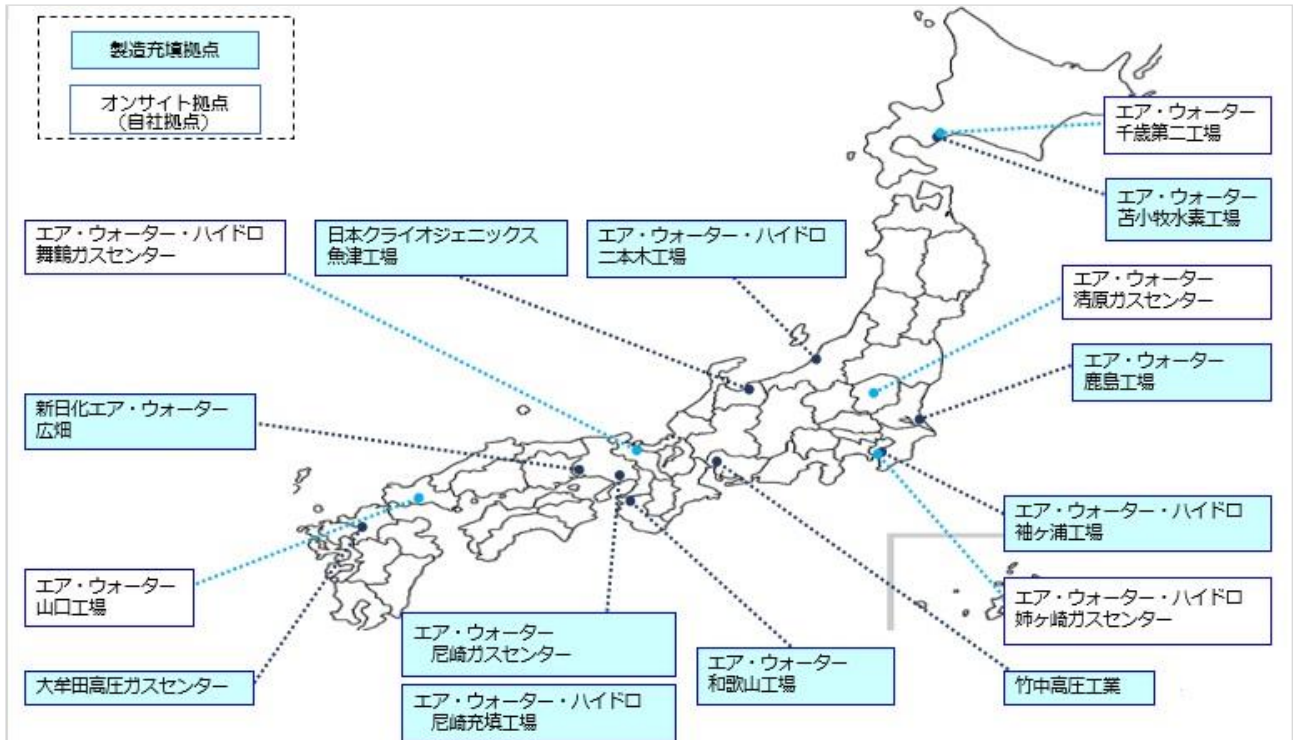 製造充填拠点
オンサイト拠点
(自社拠点)
エア・ウォーター
千歳第二工場
エア・ウォーター
苫小牧水素工場
エア・ウォーター・ハイドロ
舞鶴ガスセンター
日本クライオジェニックス
魚津工場
エア・ウォーター・ハイドロ
二本木工場
エア・ウォーター
清原ガスセンター
エア・ウォーター
鹿島工場
新日化エア・ウォーター
広畑
エア・ウォーター・ハイドロ
袖ヶ浦工場
エア・ウォーター
山口工場
エア・ウォーター・ハイドロ
姉ヶ崎ガスセンター
エア・ウォーター
尼崎ガスセンター
エア・ウォーター
和歌山工場
大牟田高圧ガスセンター
竹中高圧工業
エア・ウォーター・ハイドロ
尼崎充填工場